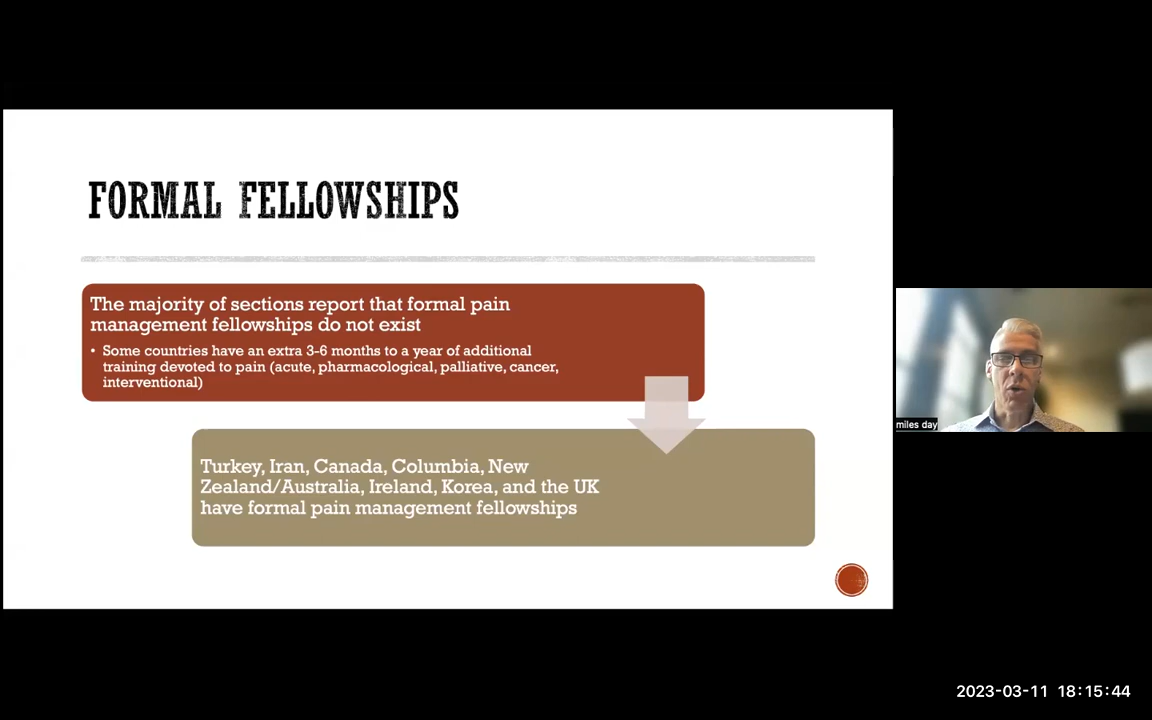 FORMAL FELLOWSHIPS
The majority of sections report that formal pain
management fellowships do not exist
• Some countries have an extra 3-6 months to a year of additional
training devoted to pain (acute, pharmacological, palliative, cancer,
interventional)
Turkey, Iran, Canada, Columbia, New
Zealand/Australia, Ireland, Korea, and the UK
have formal pain management fellowships
miles day
2023-03-11 18:15:44